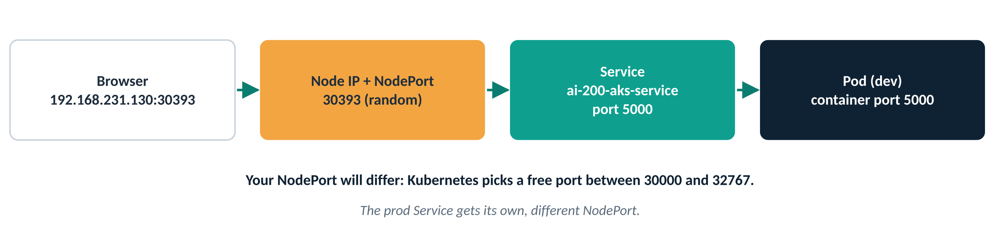 Browser
192.168.231.130:30393
Node IP + NodePort
30393 (random)
Service
ai-200-aks-service
port 5000
Pod (dev)
container port 5000
Your NodePort will differ: Kubernetes picks a free port between 30000 and 32767.
The prod Service gets its own, different NodePort.